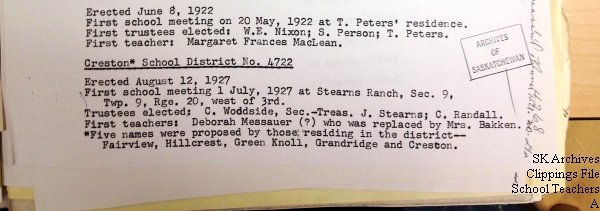 Erected June 8, 1922
First school meeting on 20 May, 1922 at T. Peters' residence.
First trustees elected: W.E. Nixon; S. Person; T. Peters.
First teacher: Margaret Frances MacLean.
Creston* School District No. 4722
Erected August 12, 1927
First school meeting 1 July, 1927 at Stearns Ranch, Sec. 9,
Twp. 9, Rge. 20, west of 3rd.
Trustees elected; C. Woddside, Sec-Treas. J. Stearns; C. Randall.
First teachers: Deborah Messauer (?) who was replaced by Mrs. Bakken.
*Five names were proposed by those residing in the district--
Fairview, Hillcrest, Green Knoll, Grandridge and Creston.
ARCHIVES
OF
SASKATCHEWAN
4268
SK Archives
Clippings File
School Teachers
A